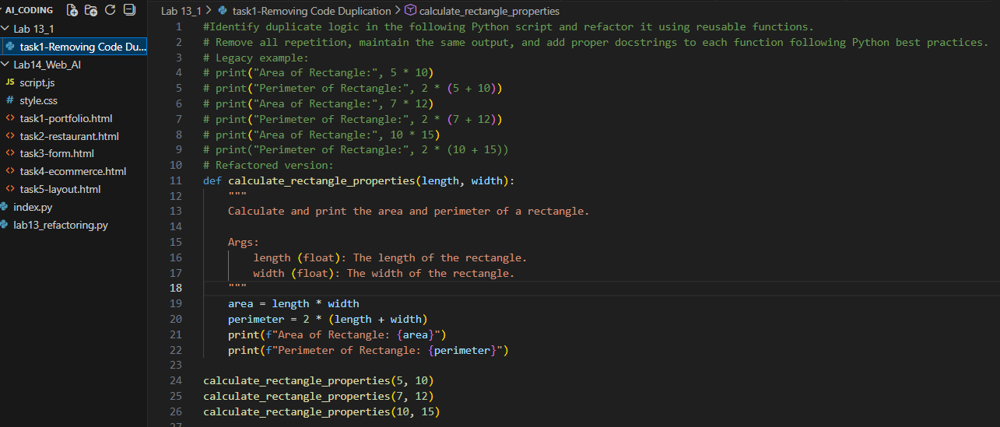 AI_CODING
Lab 13_1
task1-Removing Code Du...
Lab14_Web_AI
JS script.js
# style.css
<> task1-portfolio.html
<> task2-restaurant.html
<> task3-form.html
<> task4-ecommerce.html
<> task5-layout.html
index.py
lab13_refactoring.py
Lab 13_1 > task1-Removing Code Duplication > calculate_rectangle_properties
1 #Identify duplicate logic in the following Python script and refactor it using reusable functions.
2 # Remove all repetition, maintain the same output, and add proper docstrings to each function following Python best practices.
3 # Legacy example:
4 # print("Area of Rectangle:", 5 * 10)
5 # print("Perimeter of Rectangle:", 2 * (5 + 10))
6 # print("Area of Rectangle:", 7 * 12)
7 # print("Perimeter of Rectangle:", 2 * (7 + 12))
8 # print("Area of Rectangle:", 10 * 15)
9 # print("Perimeter of Rectangle:", 2 * (10 + 15))
10 # Refactored version:
11 def calculate_rectangle_properties(length, width):
12     """
13     Calculate and print the area and perimeter of a rectangle.
14
15     Args:
16         length (float): The length of the rectangle.
17         width (float): The width of the rectangle.
18     """
19     area = length * width
20     perimeter = 2 * (length + width)
21     print(f"Area of Rectangle: {area}")
22     print(f"Perimeter of Rectangle: {perimeter}")
23
24 calculate_rectangle_properties(5, 10)
25 calculate_rectangle_properties(7, 12)
26 calculate_rectangle_properties(10, 15)
27